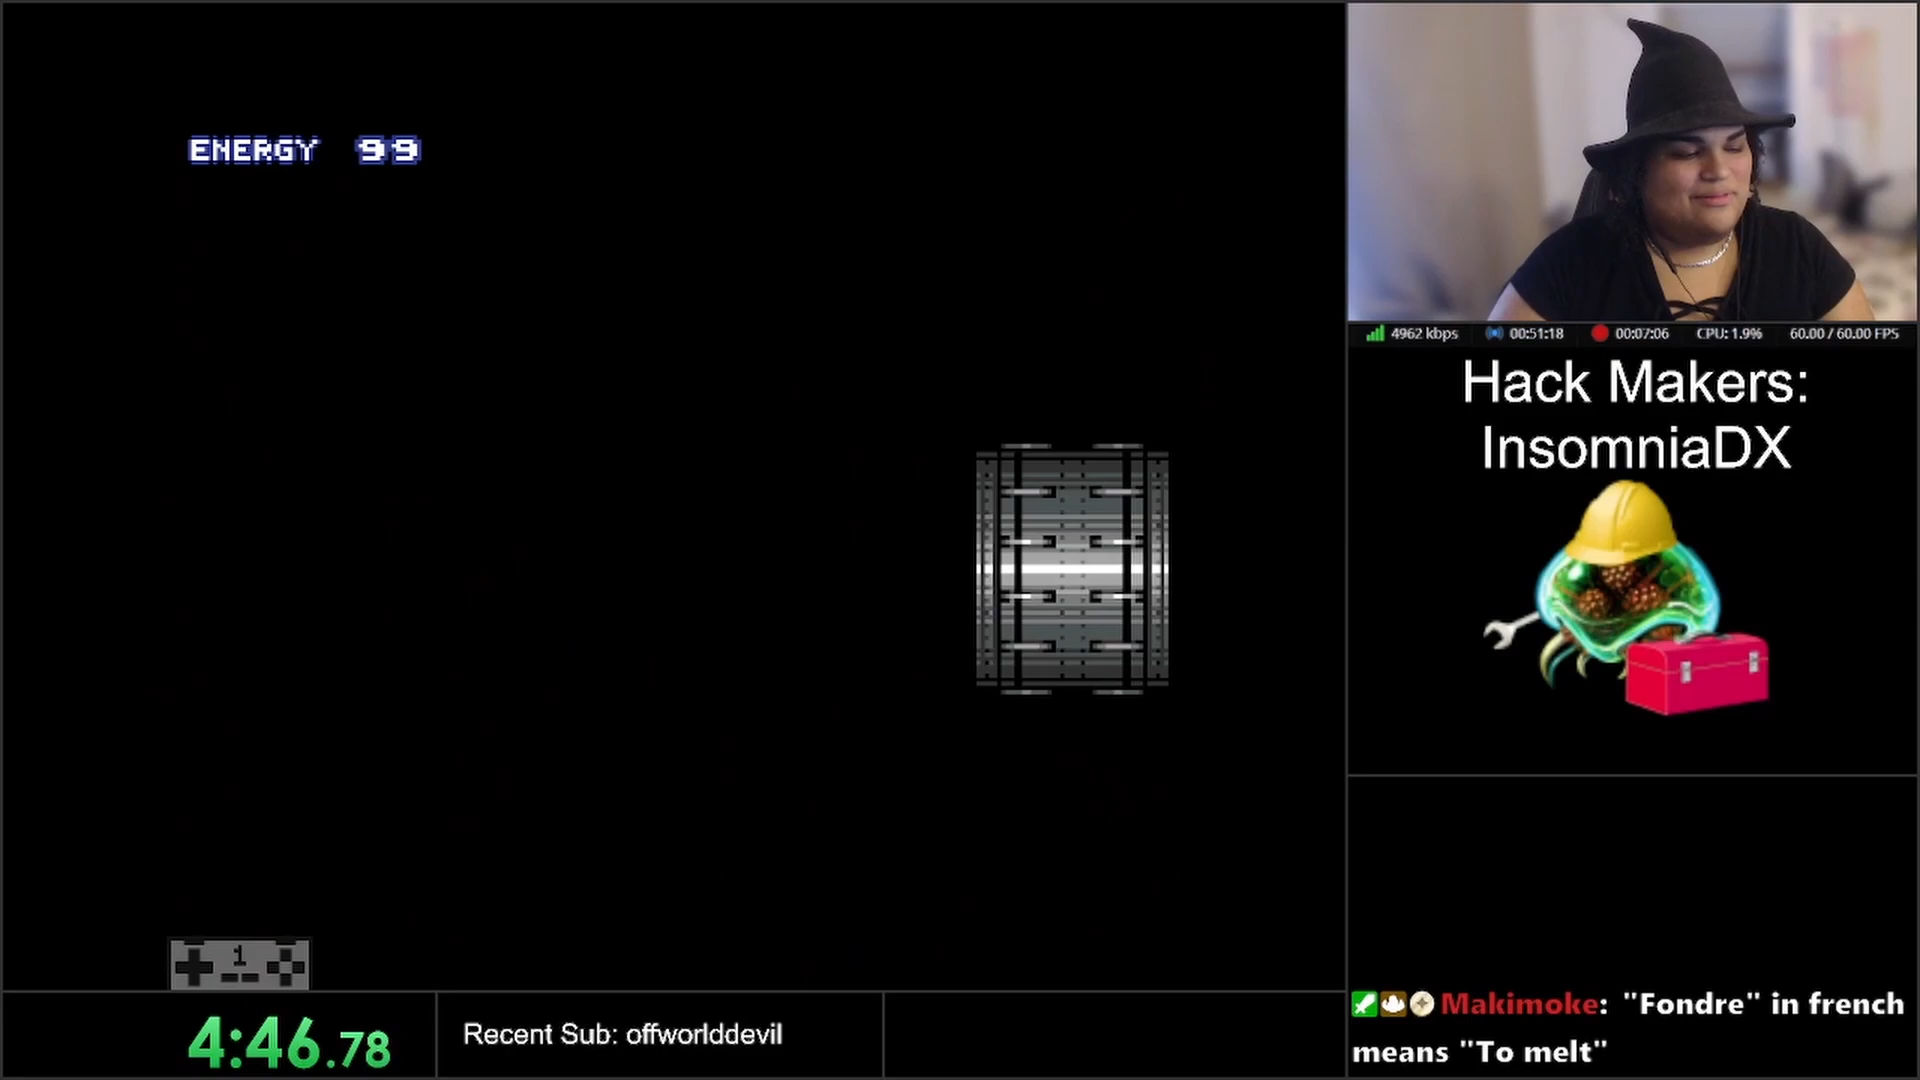 ENERGY 99
4962 kbps 00:51:18 00:07:06 CPU: 1.9% 60.00 / 60.00 FPS
Hack Makers:
InsomniaDX
1
4:46.78
Recent Sub: offworlddevil
Makimoke: "Fondre" in french
means "To melt"